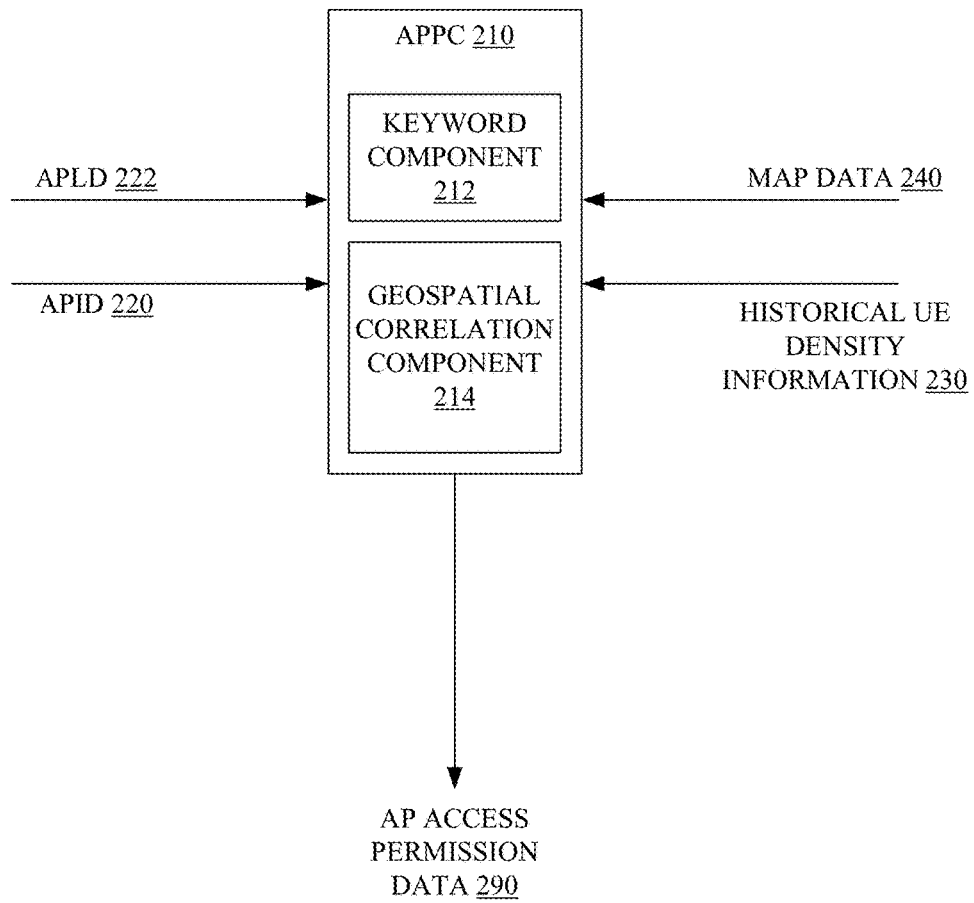 APPC 210
KEYWORD
COMPONENT
212
APLD 222
MAP DATA 240
APID 220
GEOSPATIAL
CORRELATION
COMPONENT
214
HISTORICAL UE
DENSITY
INFORMATION 230
AP ACCESS
PERMISSION
DATA 290